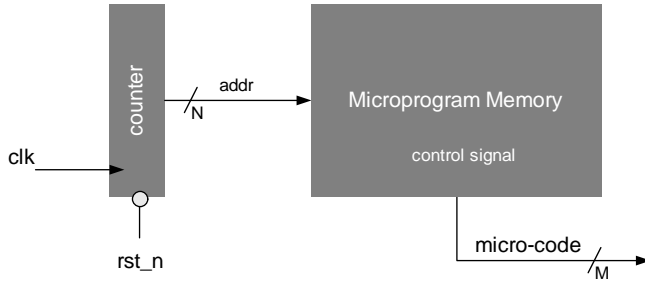 counter
addr
N
clk
rst_n
Microprogram Memory
control signal
micro-code
M